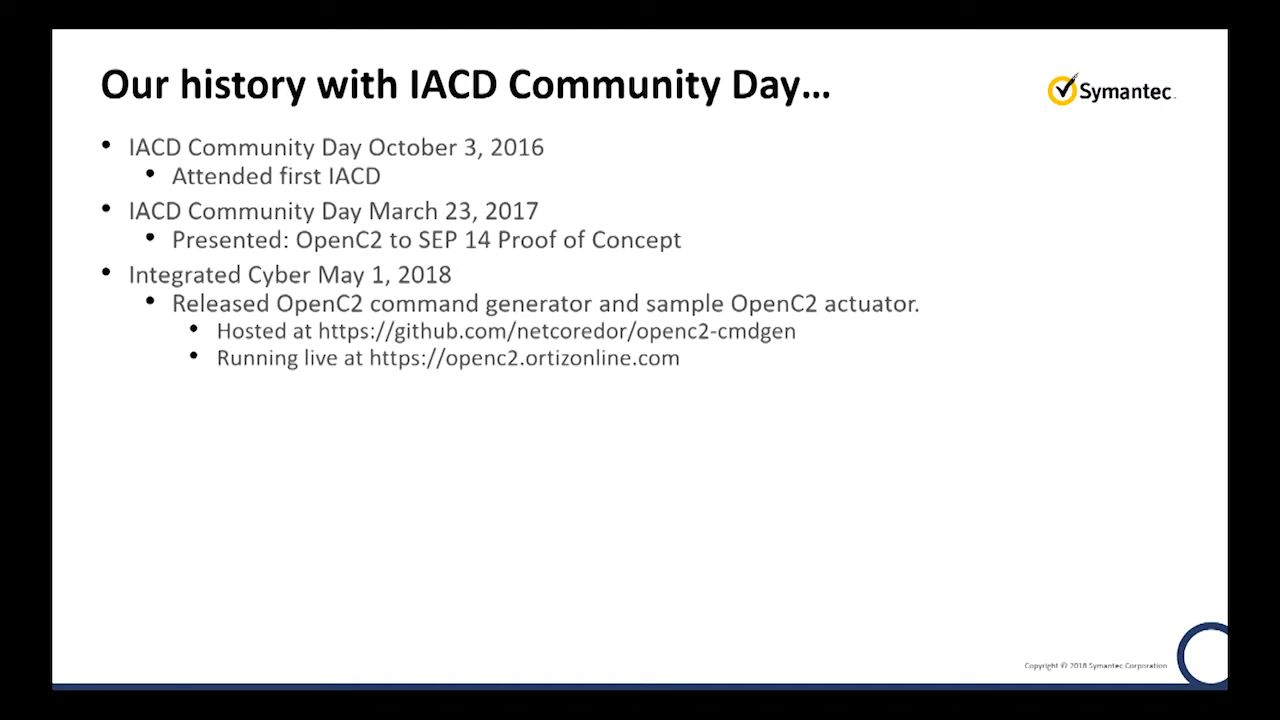 Our history with IACD Community Day...
Symantec.
• IACD Community Day October 3, 2016
• Attended first IACD
• IACD Community Day March 23, 2017
• Presented: OpenC2 to SEP 14 Proof of Concept
• Integrated Cyber May 1, 2018
• Released OpenC2 command generator and sample OpenC2 actuator.
• Hosted at https://github.com/netcoredor/openc2-cmdgen
• Running live at https://openc2.ortizonline.com
Copyright © 2018 Symantec Corporation